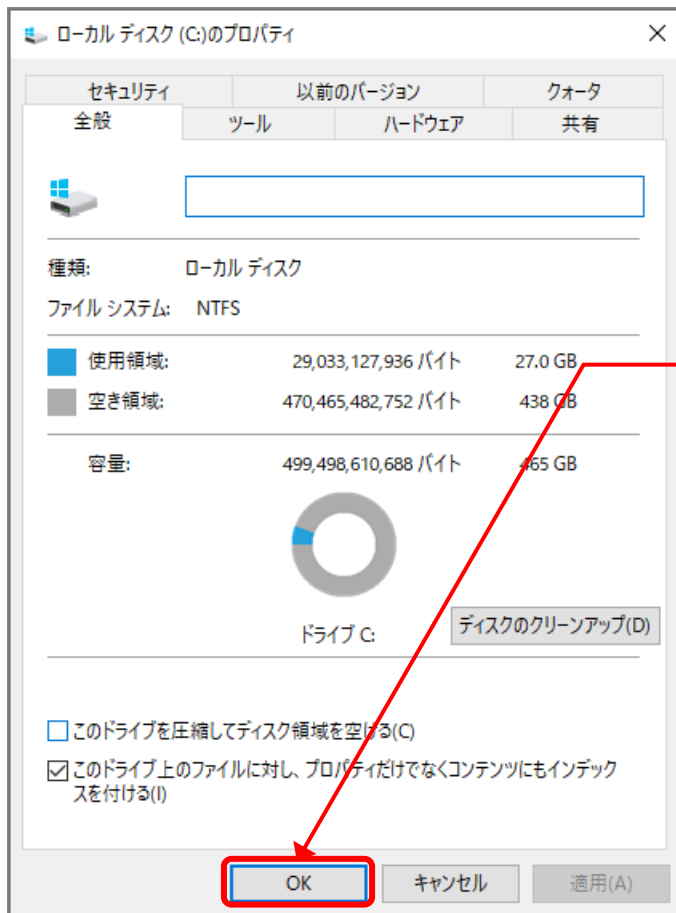 ローカル ディスク (C:)のプロパティ
セキュリティ 以前のバージョン クォータ
全般 ツール ハードウェア 共有
種類: ローカル ディスク
ファイル システム: NTFS
使用領域: 29,033,127,936 バイト 27.0 GB
空き領域: 470,465,482,752 バイト 438 GB
容量: 499,498,610,688 バイト 465 GB
ドライブ C: ディスクのクリーンアップ(D)
このドライブを圧縮してディスク領域を空ける(C)
このドライブ上のファイルに対し、プロパティだけでなくコンテンツにもインデック
スを付ける(I)
OK キャンセル 適用(A)